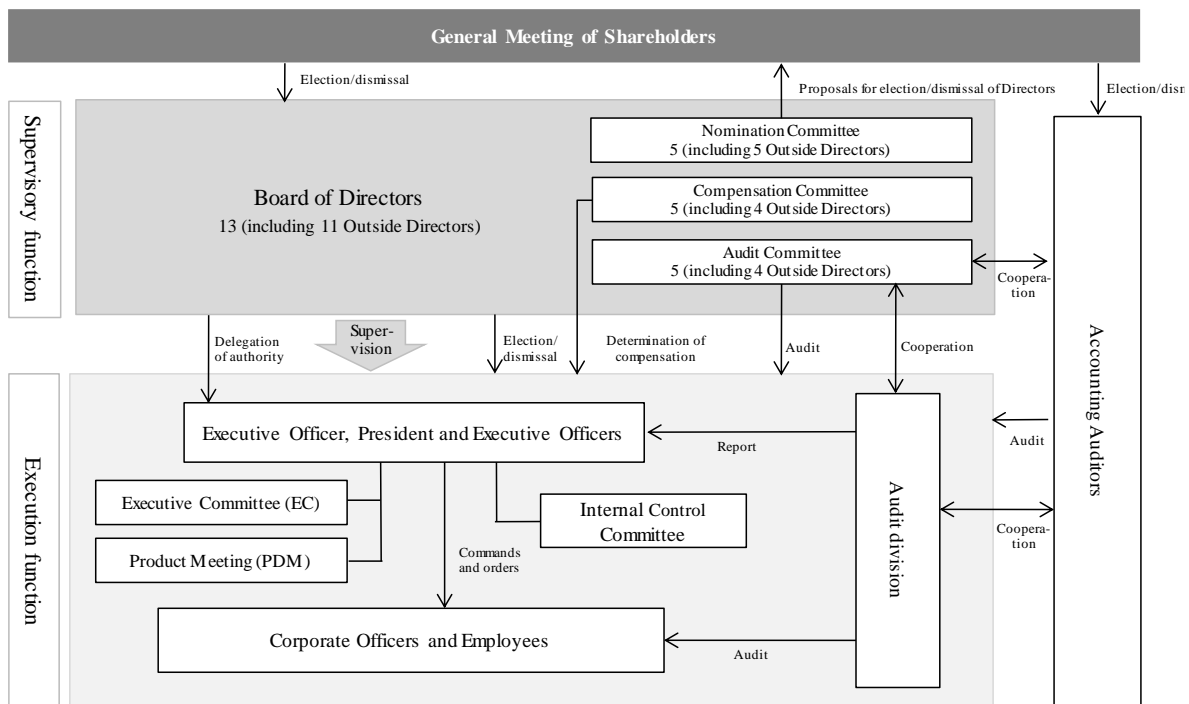 General Meeting of Shareholders
Election/dismissal
Proposals for election/dismissal of Directors
Election/dism
Supervisory function
Board of Directors
13 (including 11 Outside Directors)
Nomination Committee
5 (including 5 Outside Directors)
Compensation Committee
5 (including 4 Outside Directors)
Audit Committee
5 (including 4 Outside Directors)
Coopera-
tion
Accounting Auditors
Delegation
of authority
Super-
vision
Election/
dismissal
Determination of
compensation
Audit
Cooperation
Execution function
Executive Officer, President and Executive Officers
Report
Audit
Executive Committee (EC)
Internal Control
Committee
Product Meeting (PDM)
Commands
and orders
Audit division
Coopera-
tion
Corporate Officers and Employees
Audit